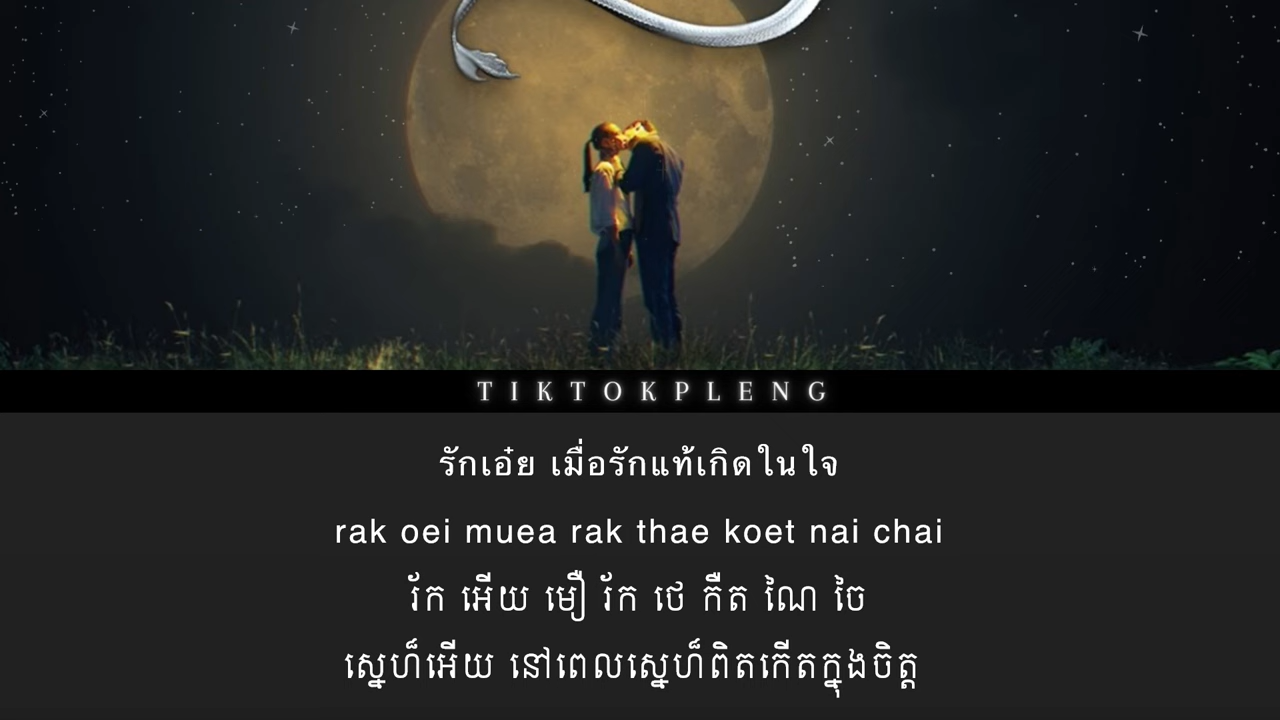 TIKTOKPLENG
รักเอ๋ย เมื่อรักแท้เกิดในใจ
rak oei muea rak thae koet nai chai
រ័ក អើយ មឿ រ័ក ថេ កឺត ណៃ ចៃ
ស្នេហ៏អើយ នៅពេលស្នេហ៏ពិតកើតក្នុងចិត្ត